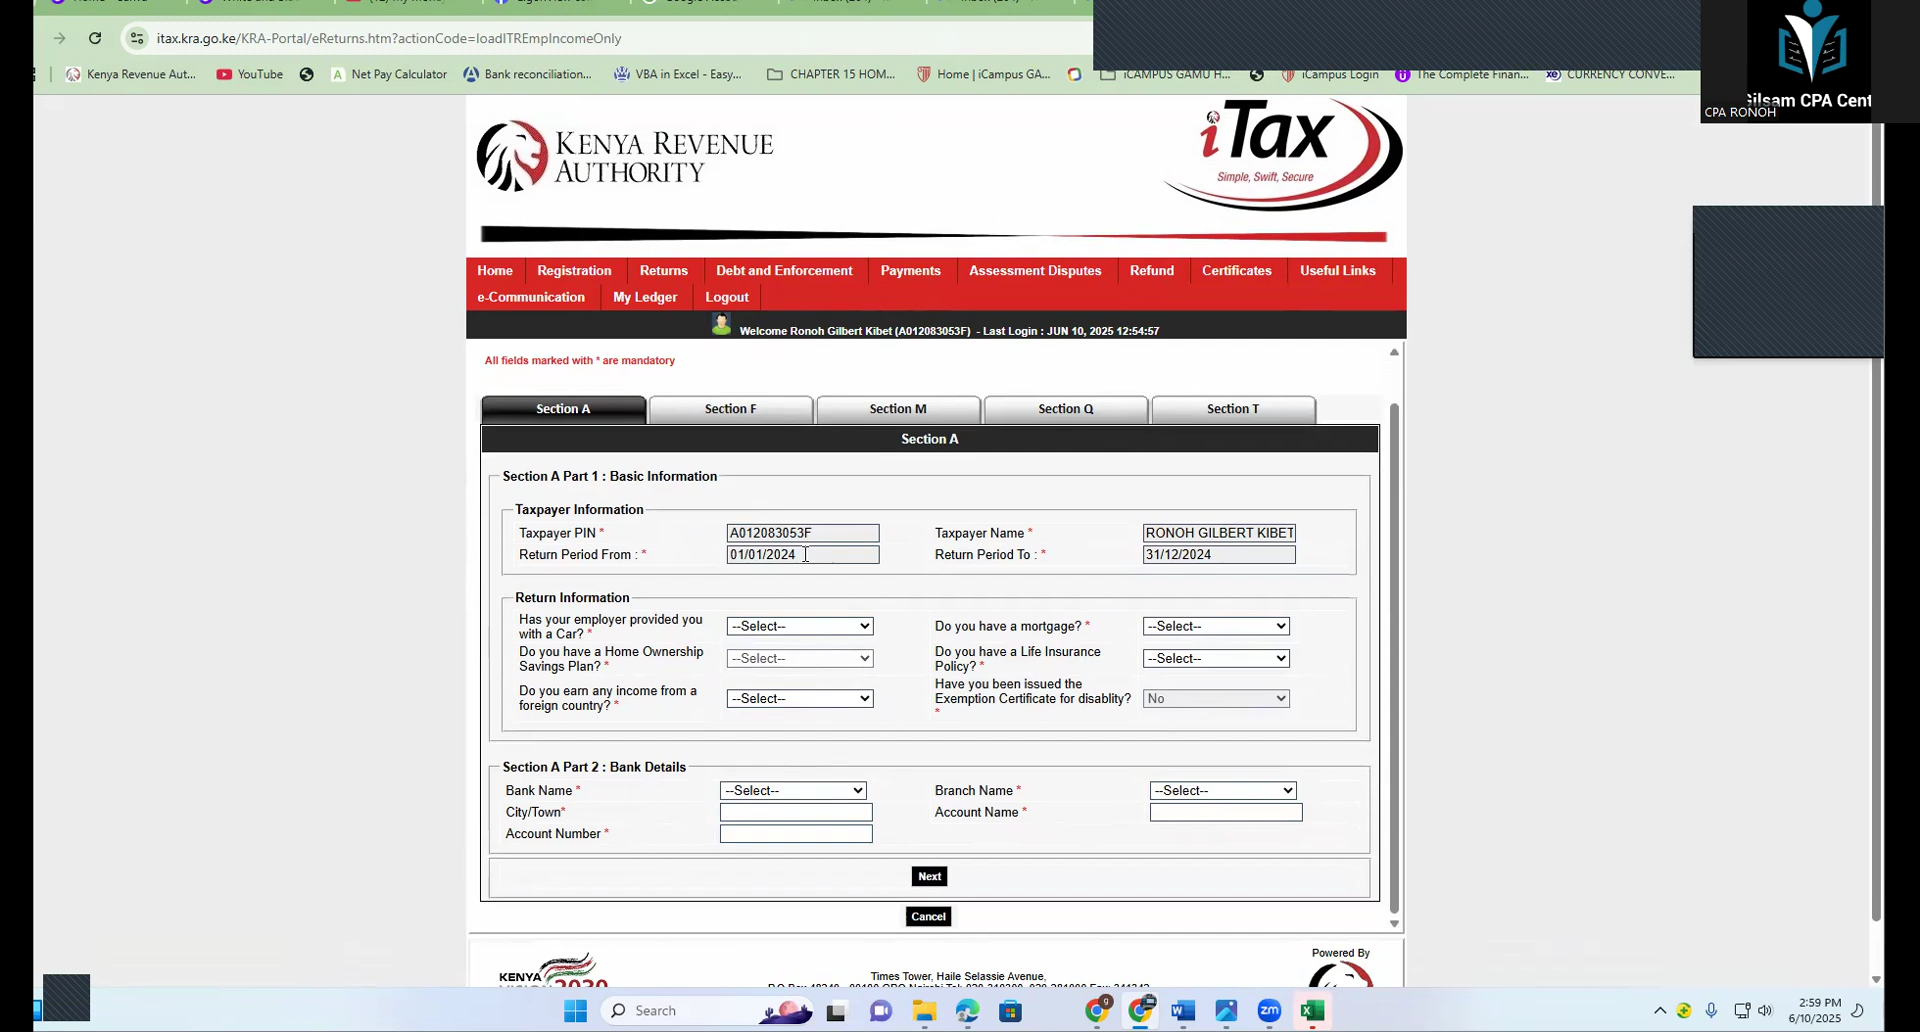 itax.kra.go.ke/KRA-Portal/eReturns.htm?actionCode=loadITREmpIncomeOnly
Kenya Revenue Aut...
YouTube
Net Pay Calculator
Bank reconciliation...
VBA in Excel - Easy...
CHAPTER 15 HOM...
Home | iCampus GA...
iCAMPUS GAMU H...
iCampus Login
The Complete Finan...
CURRENCY CONVE...
Gilsam CPA Cent
CPA RONOH
KENYA REVENUE
AUTHORITY
iTax
Simple, Swift, Secure
Home Registration Returns Debt and Enforcement Payments Assessment Disputes Refund Certificates Useful Links
e-Communication My Ledger Logout
Welcome Ronoh Gilbert Kibet (A012083053F) - Last Login : JUN 10, 2025 12:54:57
All fields marked with * are mandatory
Section A Section F Section M Section Q Section T
Section A
Section A Part 1 : Basic Information
Taxpayer Information
Taxpayer PIN * A012083053F Taxpayer Name * RONOH GILBERT KIBET
Return Period From : * 01/01/2024 Return Period To : * 31/12/2024
Return Information
Has your employer provided you
with a Car? * --Select-- Do you have a mortgage? * --Select--
Do you have a Home Ownership
Savings Plan? * --Select--
Do you have a Life Insurance
Policy? * --Select--
Do you earn any income from a
foreign country? * --Select--
Have you been issued the
Exemption Certificate for disablity?
* No
Section A Part 2 : Bank Details
Bank Name * --Select-- Branch Name * --Select--
City/Town* Account Name *
Account Number *
Next
Cancel
KENYA
Times Tower, Haile Selassie Avenue,
Powered By
Search
2:59 PM
6/10/2025